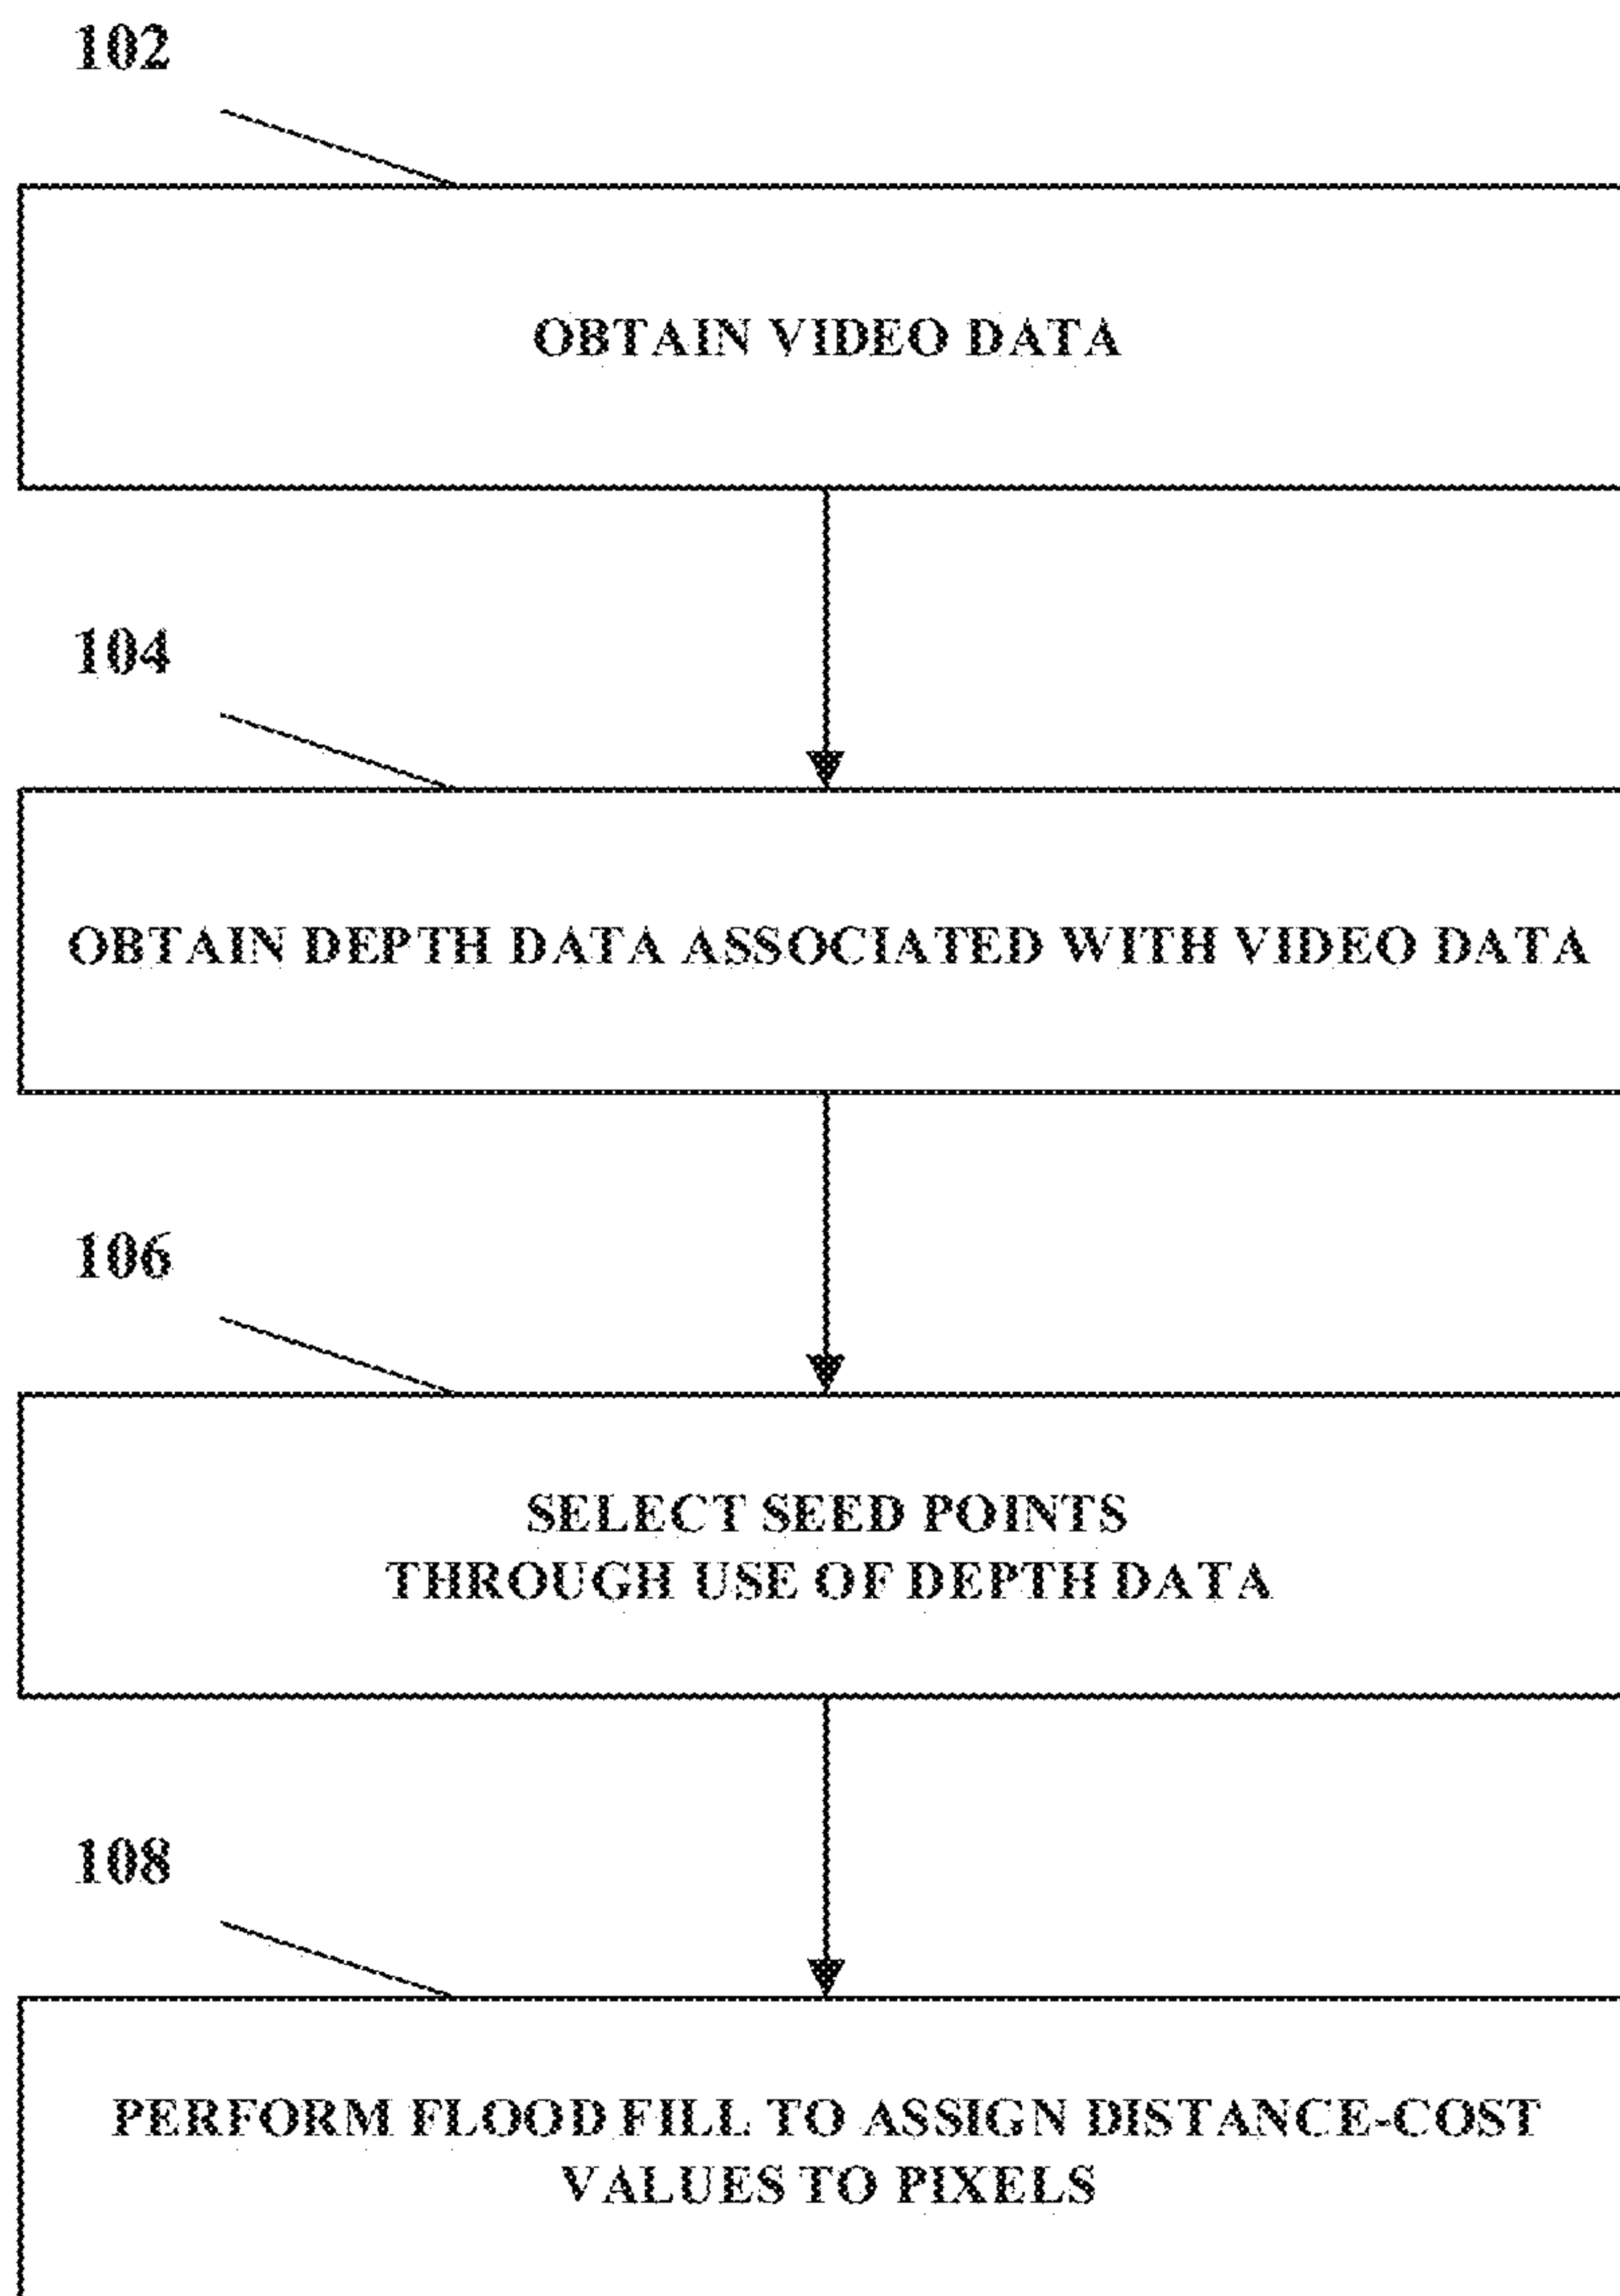 102
OBTAIN VIDEO DATA
104
OBTAIN DEPTH DATA ASSOCIATED WITH VIDEO DATA
106
SELECT SEED POINTS
THROUGH USE OF DEPTH DATA
108
PERFORM FLOOD FILL TO ASSIGN DISTANCE-COST
VALUES TO PIXELS